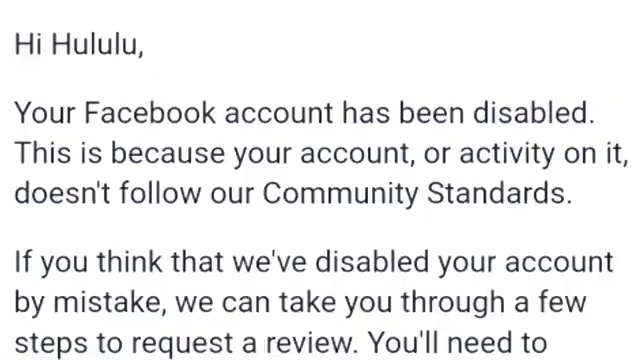 Hi Hululu,
Your Facebook account has been disabled.
This is because your account, or activity on it,
doesn't follow our Community Standards.
If you think that we've disabled your account
by mistake, we can take you through a few
steps to request a review. You'll need to